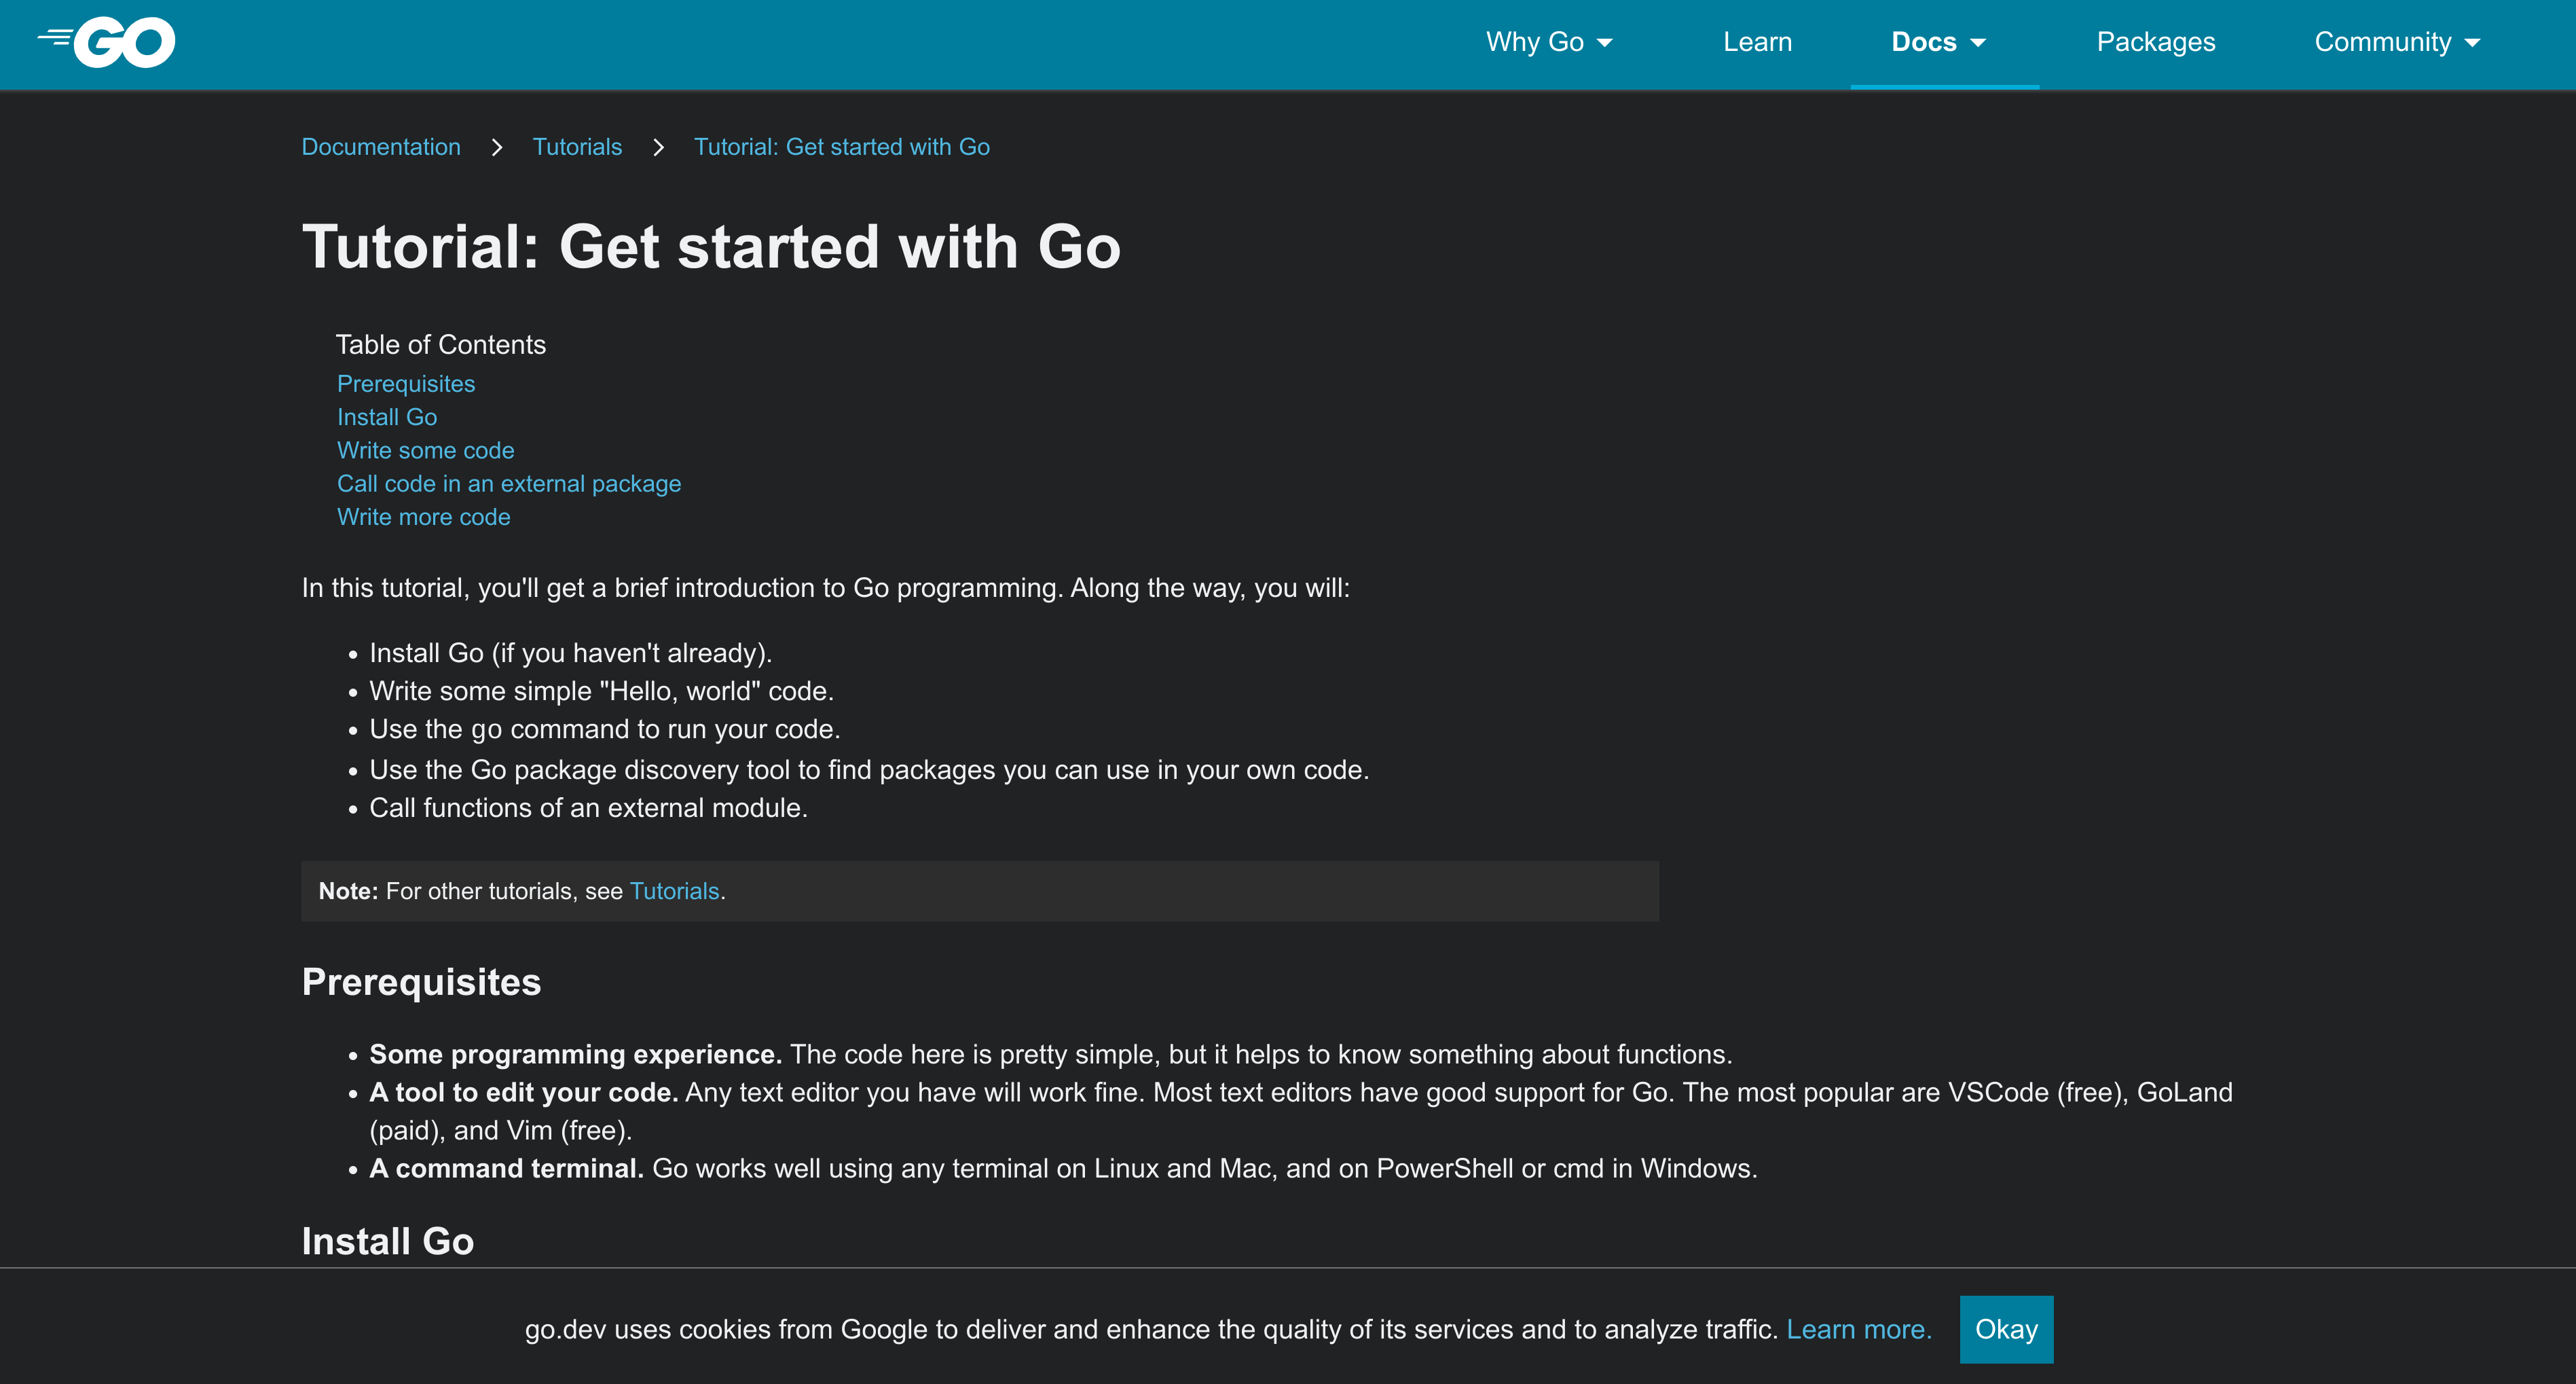 GO
Why Go
Learn
Docs
Packages
Community
Documentation
Tutorials
Tutorial: Get started with Go
Tutorial: Get started with Go
Table of Contents
Prerequisites
Install Go
Write some code
Call code in an external package
Write more code
In this tutorial, you'll get a brief introduction to Go programming. Along the way, you will:
Install Go (if you haven't already).
Write some simple "Hello, world" code.
Use the go command to run your code.
Use the Go package discovery tool to find packages you can use in your own code.
Call functions of an external module.
Note: For other tutorials, see Tutorials.
Prerequisites
Some programming experience. The code here is pretty simple, but it helps to know something about functions.
A tool to edit your code. Any text editor you have will work fine. Most text editors have good support for Go. The most popular are VSCode (free), GoLand
(paid), and Vim (free).
A command terminal. Go works well using any terminal on Linux and Mac, and on PowerShell or cmd in Windows.
Install Go
go.dev uses cookies from Google to deliver and enhance the quality of its services and to analyze traffic. Learn more.
Okay